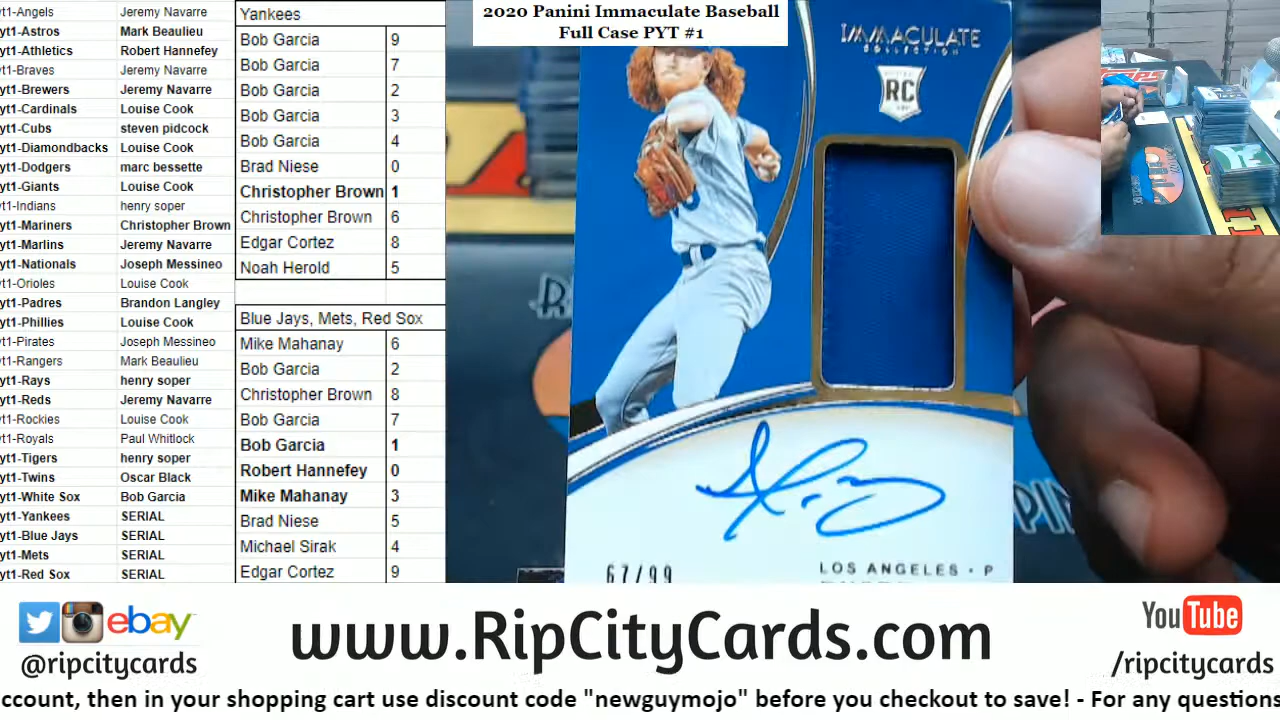 yt1-Angels Jeremy Navarre
yt1-Astros Mark Beaulieu
yt1-Athletics Robert Hannefey
yt1-Braves Jeremy Navarre
yt1-Brewers Jeremy Navarre
yt1-Cardinals Louise Cook
yt1-Cubs steven pidcock
yt1-Diamondbacks Louise Cook
yt1-Dodgers marc bessette
yt1-Giants Louise Cook
yt1-Indians henry soper
yt1-Mariners Christopher Brown
yt1-Marlins Jeremy Navarre
yt1-Nationals Joseph Messineo
yt1-Orioles Louise Cook
yt1-Padres Brandon Langley
yt1-Phillies Louise Cook
yt1-Pirates Joseph Messineo
yt1-Rangers Mark Beaulieu
yt1-Rays henry soper
yt1-Reds Jeremy Navarre
yt1-Rockies Louise Cook
yt1-Royals Paul Whitlock
yt1-Tigers henry soper
yt1-Twins Oscar Black
yt1-White Sox Bob Garcia
yt1-Yankees SERIAL
yt1-Blue Jays SERIAL
yt1-Mets SERIAL
yt1-Red Sox SERIAL
Yankees
Bob Garcia 9
Bob Garcia 7
Bob Garcia 2
Bob Garcia 3
Bob Garcia 4
Brad Niese 0
Christopher Brown 1
Christopher Brown 6
Edgar Cortez 8
Noah Herold 5
Blue Jays, Mets, Red Sox
Mike Mahanay 6
Bob Garcia 2
Christopher Brown 8
Bob Garcia 7
Bob Garcia 1
Robert Hannefey 0
Mike Mahanay 3
Brad Niese 5
Michael Sirak 4
Edgar Cortez 9
2020 Panini Immaculate Baseball
Full Case PYT #1
IMMACULATE
COLLECTION
RC
67/99
LOS ANGELES · P
ebay
@ripcitycards
www.RipCityCards.com
YouTube
/ripcitycards
ccount, then in your shopping cart use discount code "newguymojo" before you checkout to save! - For any questions